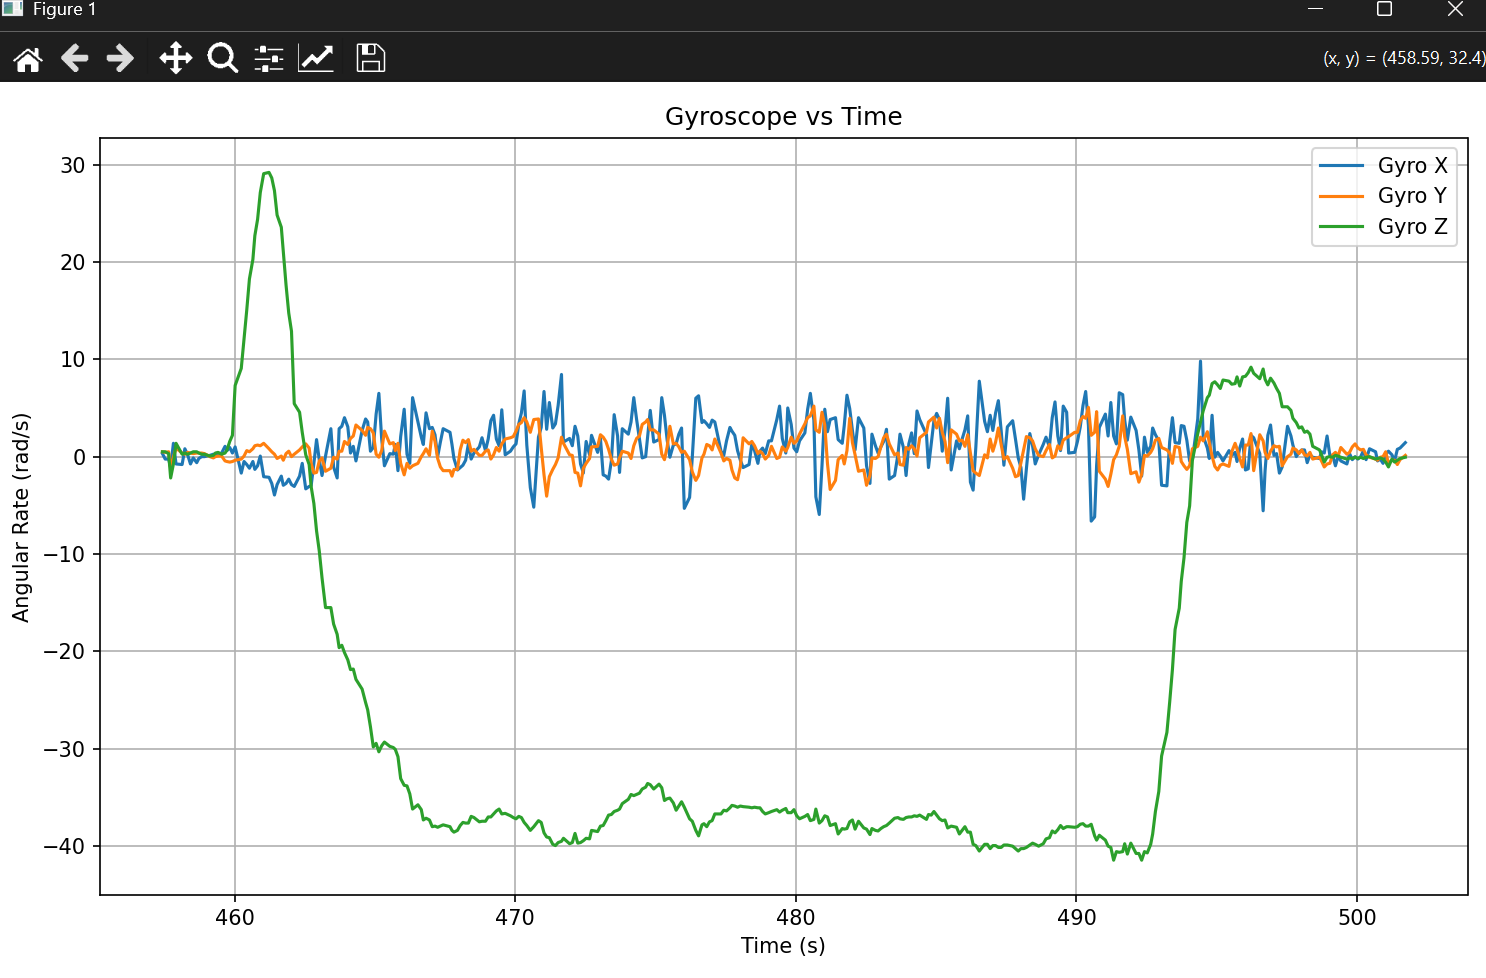 Figure 1
(x, y) = (458.59, 32.4)
Gyroscope vs Time
30
20
10
0
−10
−20
−30
−40
Angular Rate (rad/s)
Gyro X
Gyro Y
Gyro Z
460
470
480
490
500
Time (s)